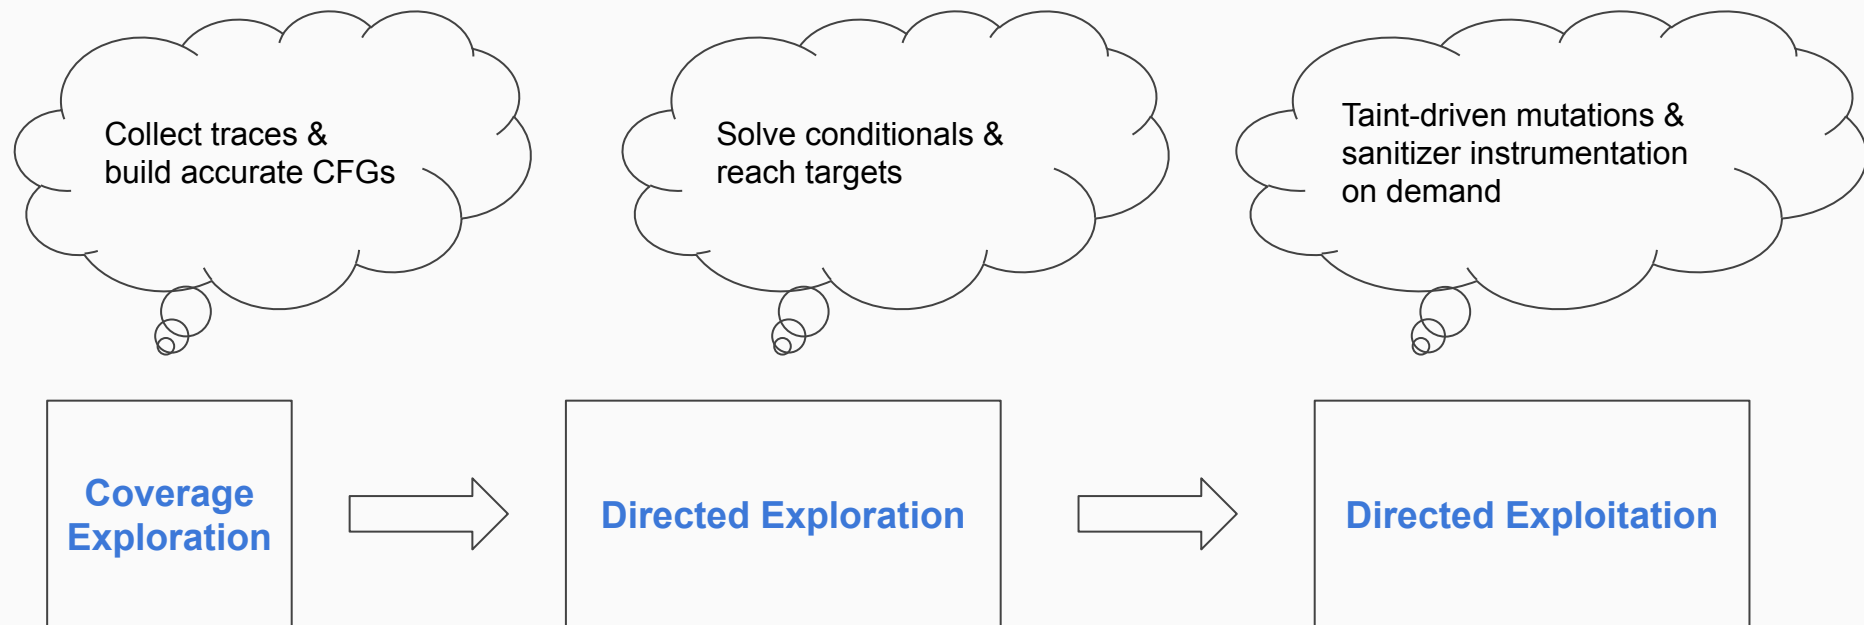 Collect traces &
build accurate CFGs
Solve conditionals &
reach targets
Taint-driven mutations &
sanitizer instrumentation
on demand
Coverage
Exploration
Directed Exploration
Directed Exploitation